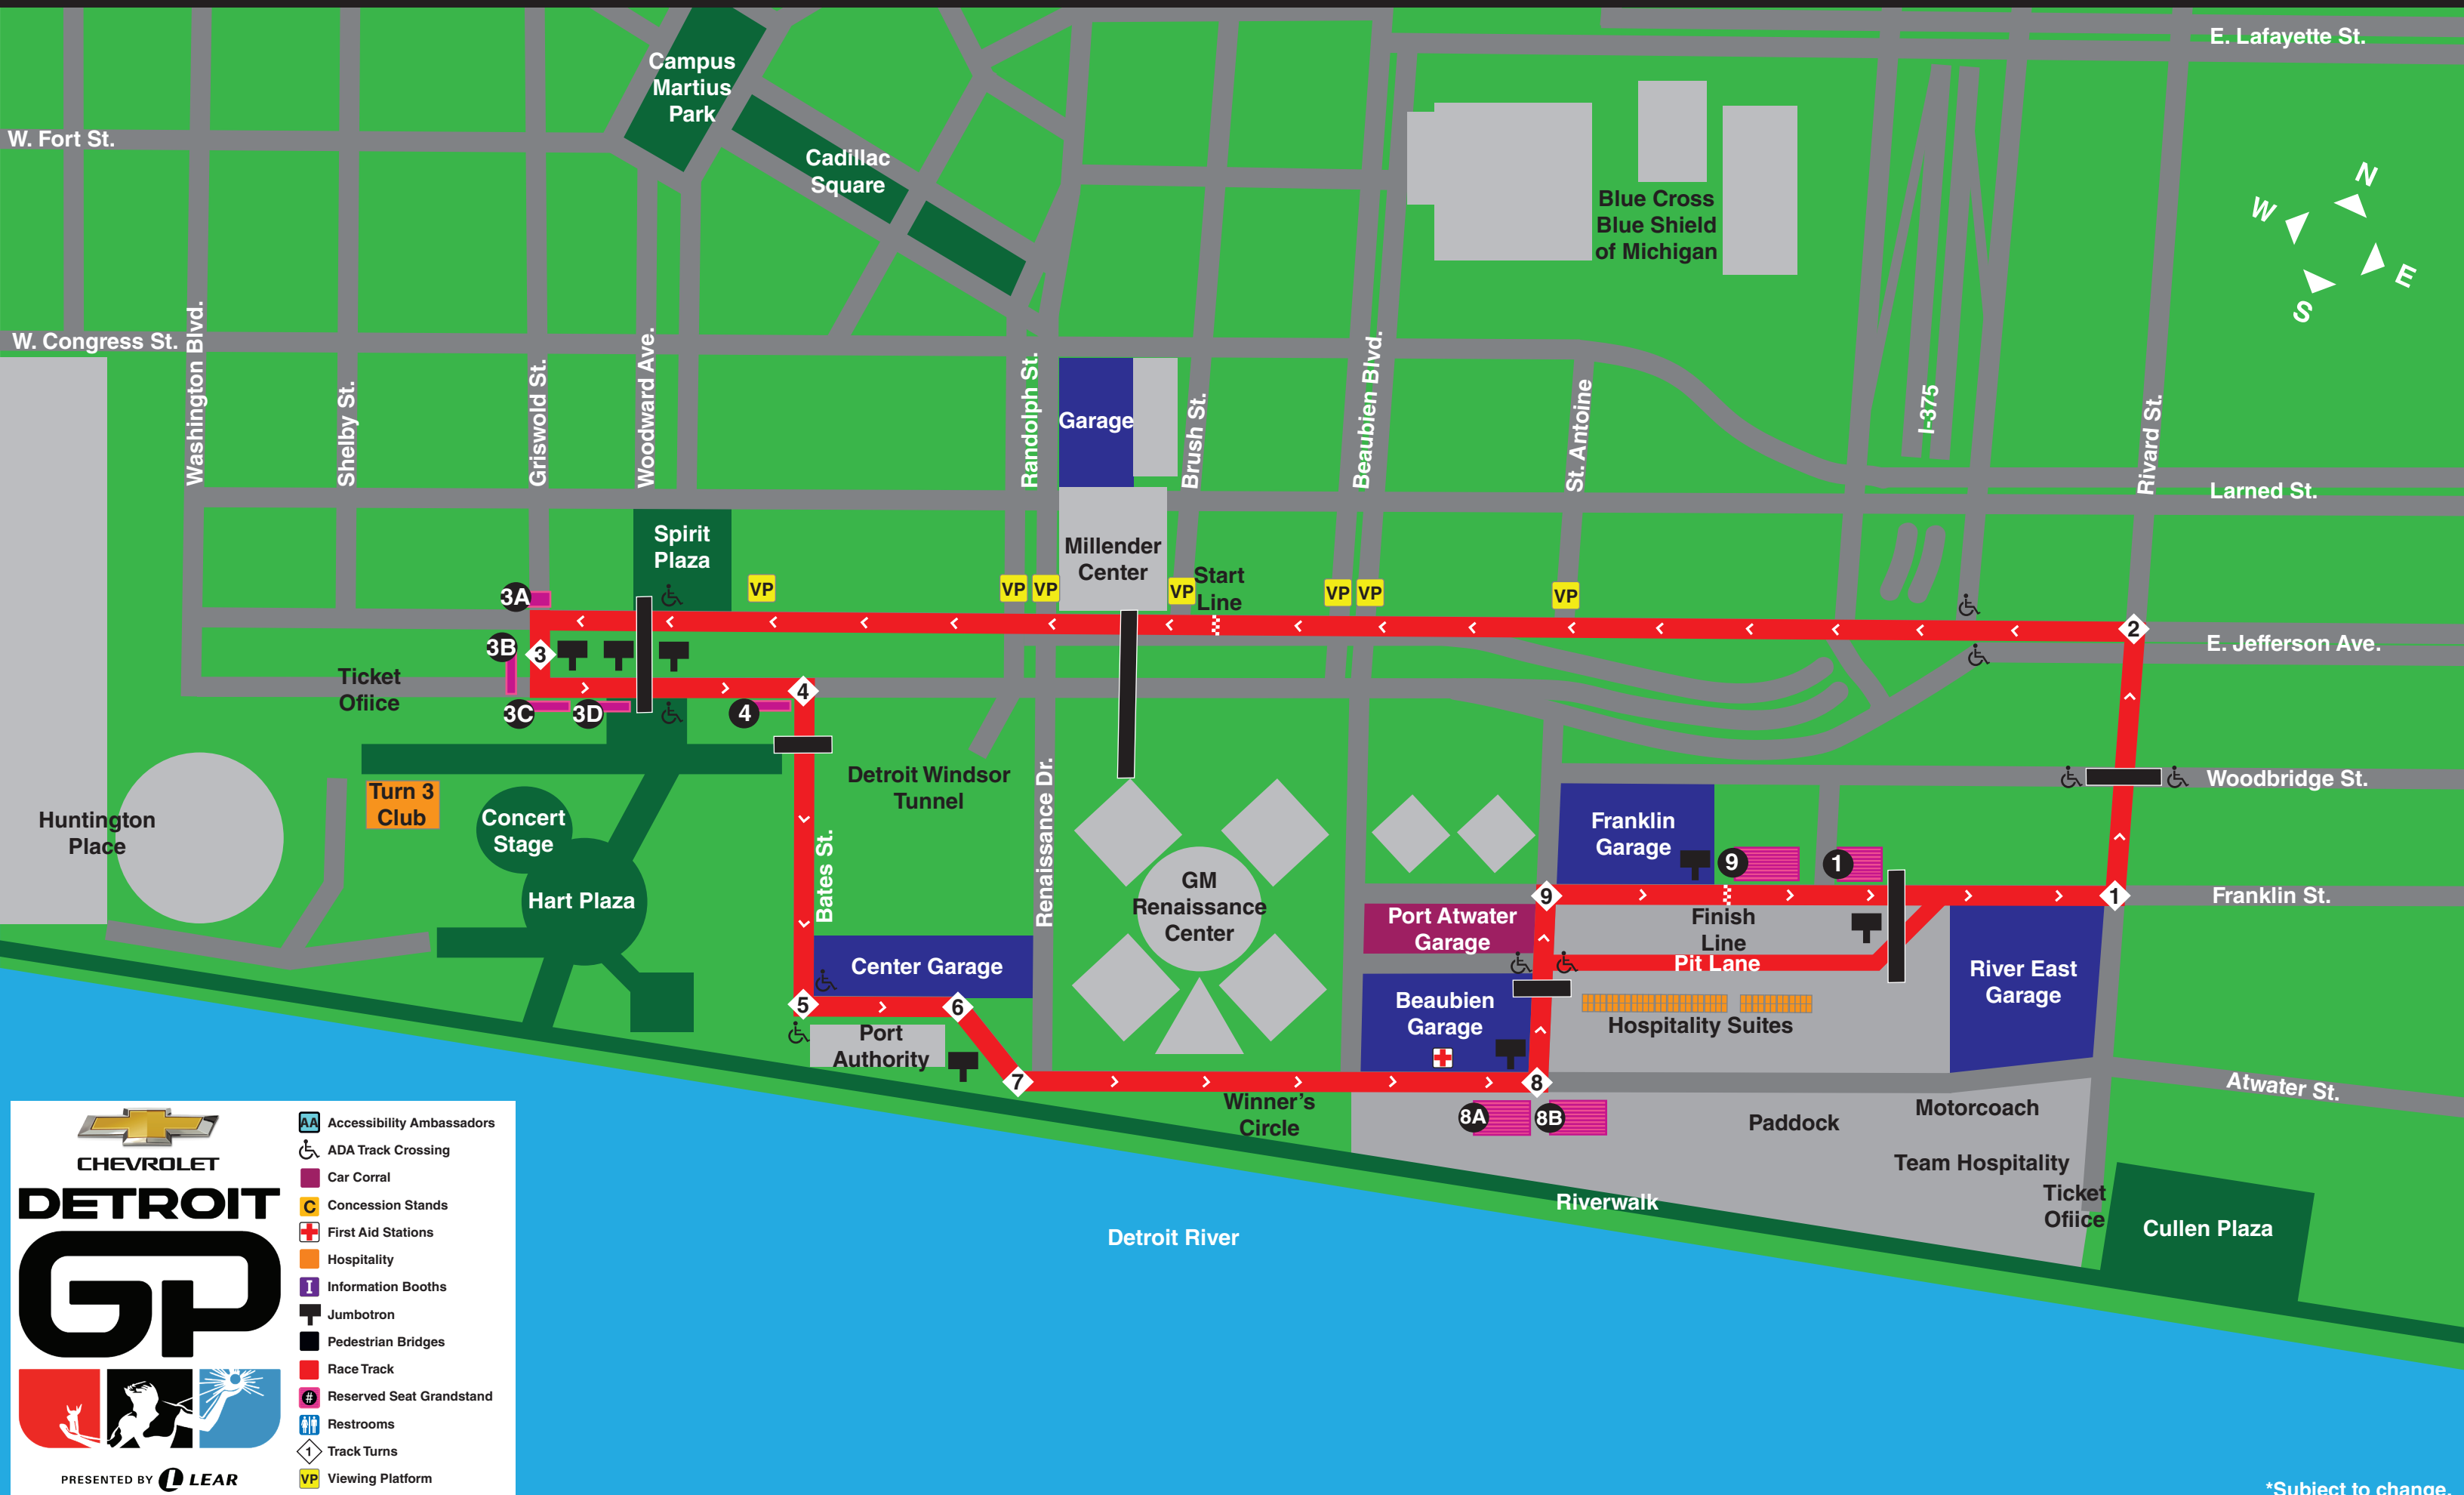 E. Lafayette St.
Campus
Martius
Park
W. Fort St.
Cadillac
Square
N
W
E
S
Blue Cross
Blue Shield
of Michigan
W. Congress St.
Washington Blvd.
Shelby St.
Griswold St.
Woodward Ave.
Randolph St.
Garage
Brush St.
Beaubien Blvd.
St. Antoine
I-375
Rivard St.
Larned St.
Spirit
Plaza
Millender
Center
Start
Line
VP
VP
VP
VP
VP
VP
VP
3A
3B
3
2
E. Jefferson Ave.
Ticket
Ofiice
3C
3D
4
4
Detroit Windsor
Tunnel
Woodbridge St.
Turn 3
Club
Huntington
Place
Concert
Stage
Hart Plaza
Bates St.
Renaissance Dr.
GM
Renaissance
Center
Franklin
Garage
9
1
9
1
Franklin St.
Port Atwater
Garage
Finish
Line
Pit Lane
Center Garage
River East
Garage
Beaubien
Garage
Hospitality Suites
5
6
Port
Authority
7
8
Atwater St.
Winner’s
Circle
8A
8B
Paddock
Motorcoach
Team Hospitality
Ticket
Ofiice
Riverwalk
Cullen Plaza
Detroit River
CHEVROLET
DETROIT
GP
PRESENTED BY LEAR
AA Accessibility Ambassadors
ADA Track Crossing
Car Corral
C Concession Stands
First Aid Stations
Hospitality
I Information Booths
Jumbotron
Pedestrian Bridges
Race Track
# Reserved Seat Grandstand
Restrooms
1 Track Turns
VP Viewing Platform
*Subject to change.